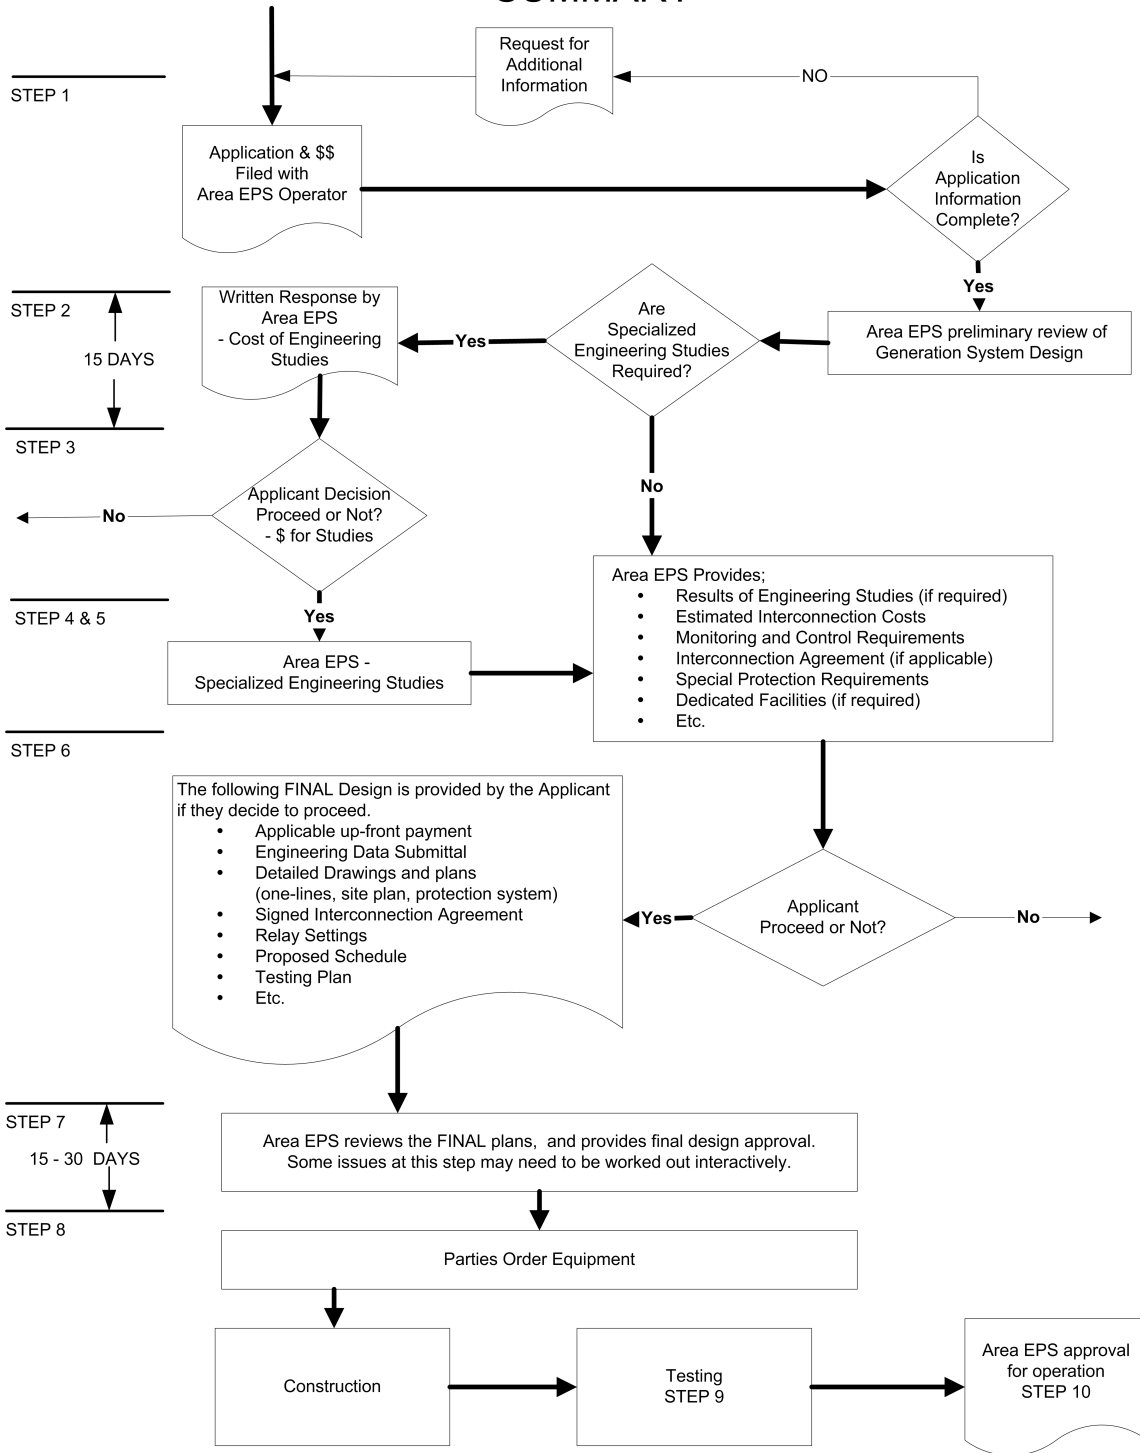 SUMMARY
Request for
Additional
Information
NO
STEP 1
Application & $$
Filed with
Area EPS Operator
Is
Application
Information
Complete?
Yes
STEP 2
15 DAYS
Written Response by
Area EPS
- Cost of Engineering
Studies
Yes
Are
Specialized
Engineering Studies
Required?
Area EPS preliminary review of
Generation System Design
STEP 3
No
Applicant Decision
Proceed or Not?
- $ for Studies
No
Yes
STEP 4 & 5
Area EPS -
Specialized Engineering Studies
Area EPS Provides;
• Results of Engineering Studies (if required)
• Estimated Interconnection Costs
• Monitoring and Control Requirements
• Interconnection Agreement (if applicable)
• Special Protection Requirements
• Dedicated Facilities (if required)
• Etc.
STEP 6
The following FINAL Design is provided by the Applicant
if they decide to proceed.
• Applicable up-front payment
• Engineering Data Submittal
• Detailed Drawings and plans
(one-lines, site plan, protection system)
• Signed Interconnection Agreement
• Relay Settings
• Proposed Schedule
• Testing Plan
• Etc.
Yes
Applicant
Proceed or Not?
No
STEP 7
15 - 30 DAYS
Area EPS reviews the FINAL plans, and provides final design approval.
Some issues at this step may need to be worked out interactively.
STEP 8
Parties Order Equipment
Construction
Testing
STEP 9
Area EPS approval
for operation
STEP 10